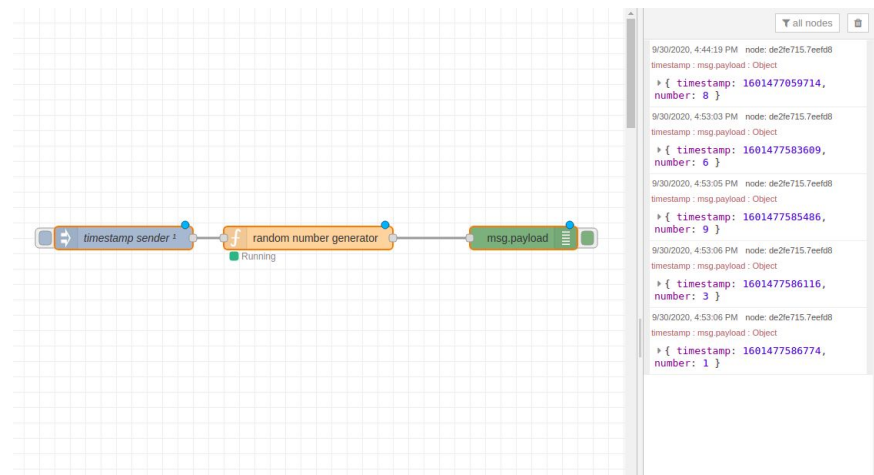 all nodes
timestamp sender ¹
random number generator
msg.payload
Running
9/30/2020, 4:44:19 PM node: de2fe715.7eefd8
timestamp : msg.payload : Object
{ timestamp: 1601477059714,
number: 8 }
9/30/2020, 4:53:03 PM node: de2fe715.7eefd8
timestamp : msg.payload : Object
{ timestamp: 1601477583609,
number: 6 }
9/30/2020, 4:53:05 PM node: de2fe715.7eefd8
timestamp : msg.payload : Object
{ timestamp: 1601477585486,
number: 9 }
9/30/2020, 4:53:06 PM node: de2fe715.7eefd8
timestamp : msg.payload : Object
{ timestamp: 1601477586116,
number: 3 }
9/30/2020, 4:53:06 PM node: de2fe715.7eefd8
timestamp : msg.payload : Object
{ timestamp: 1601477586774,
number: 1 }